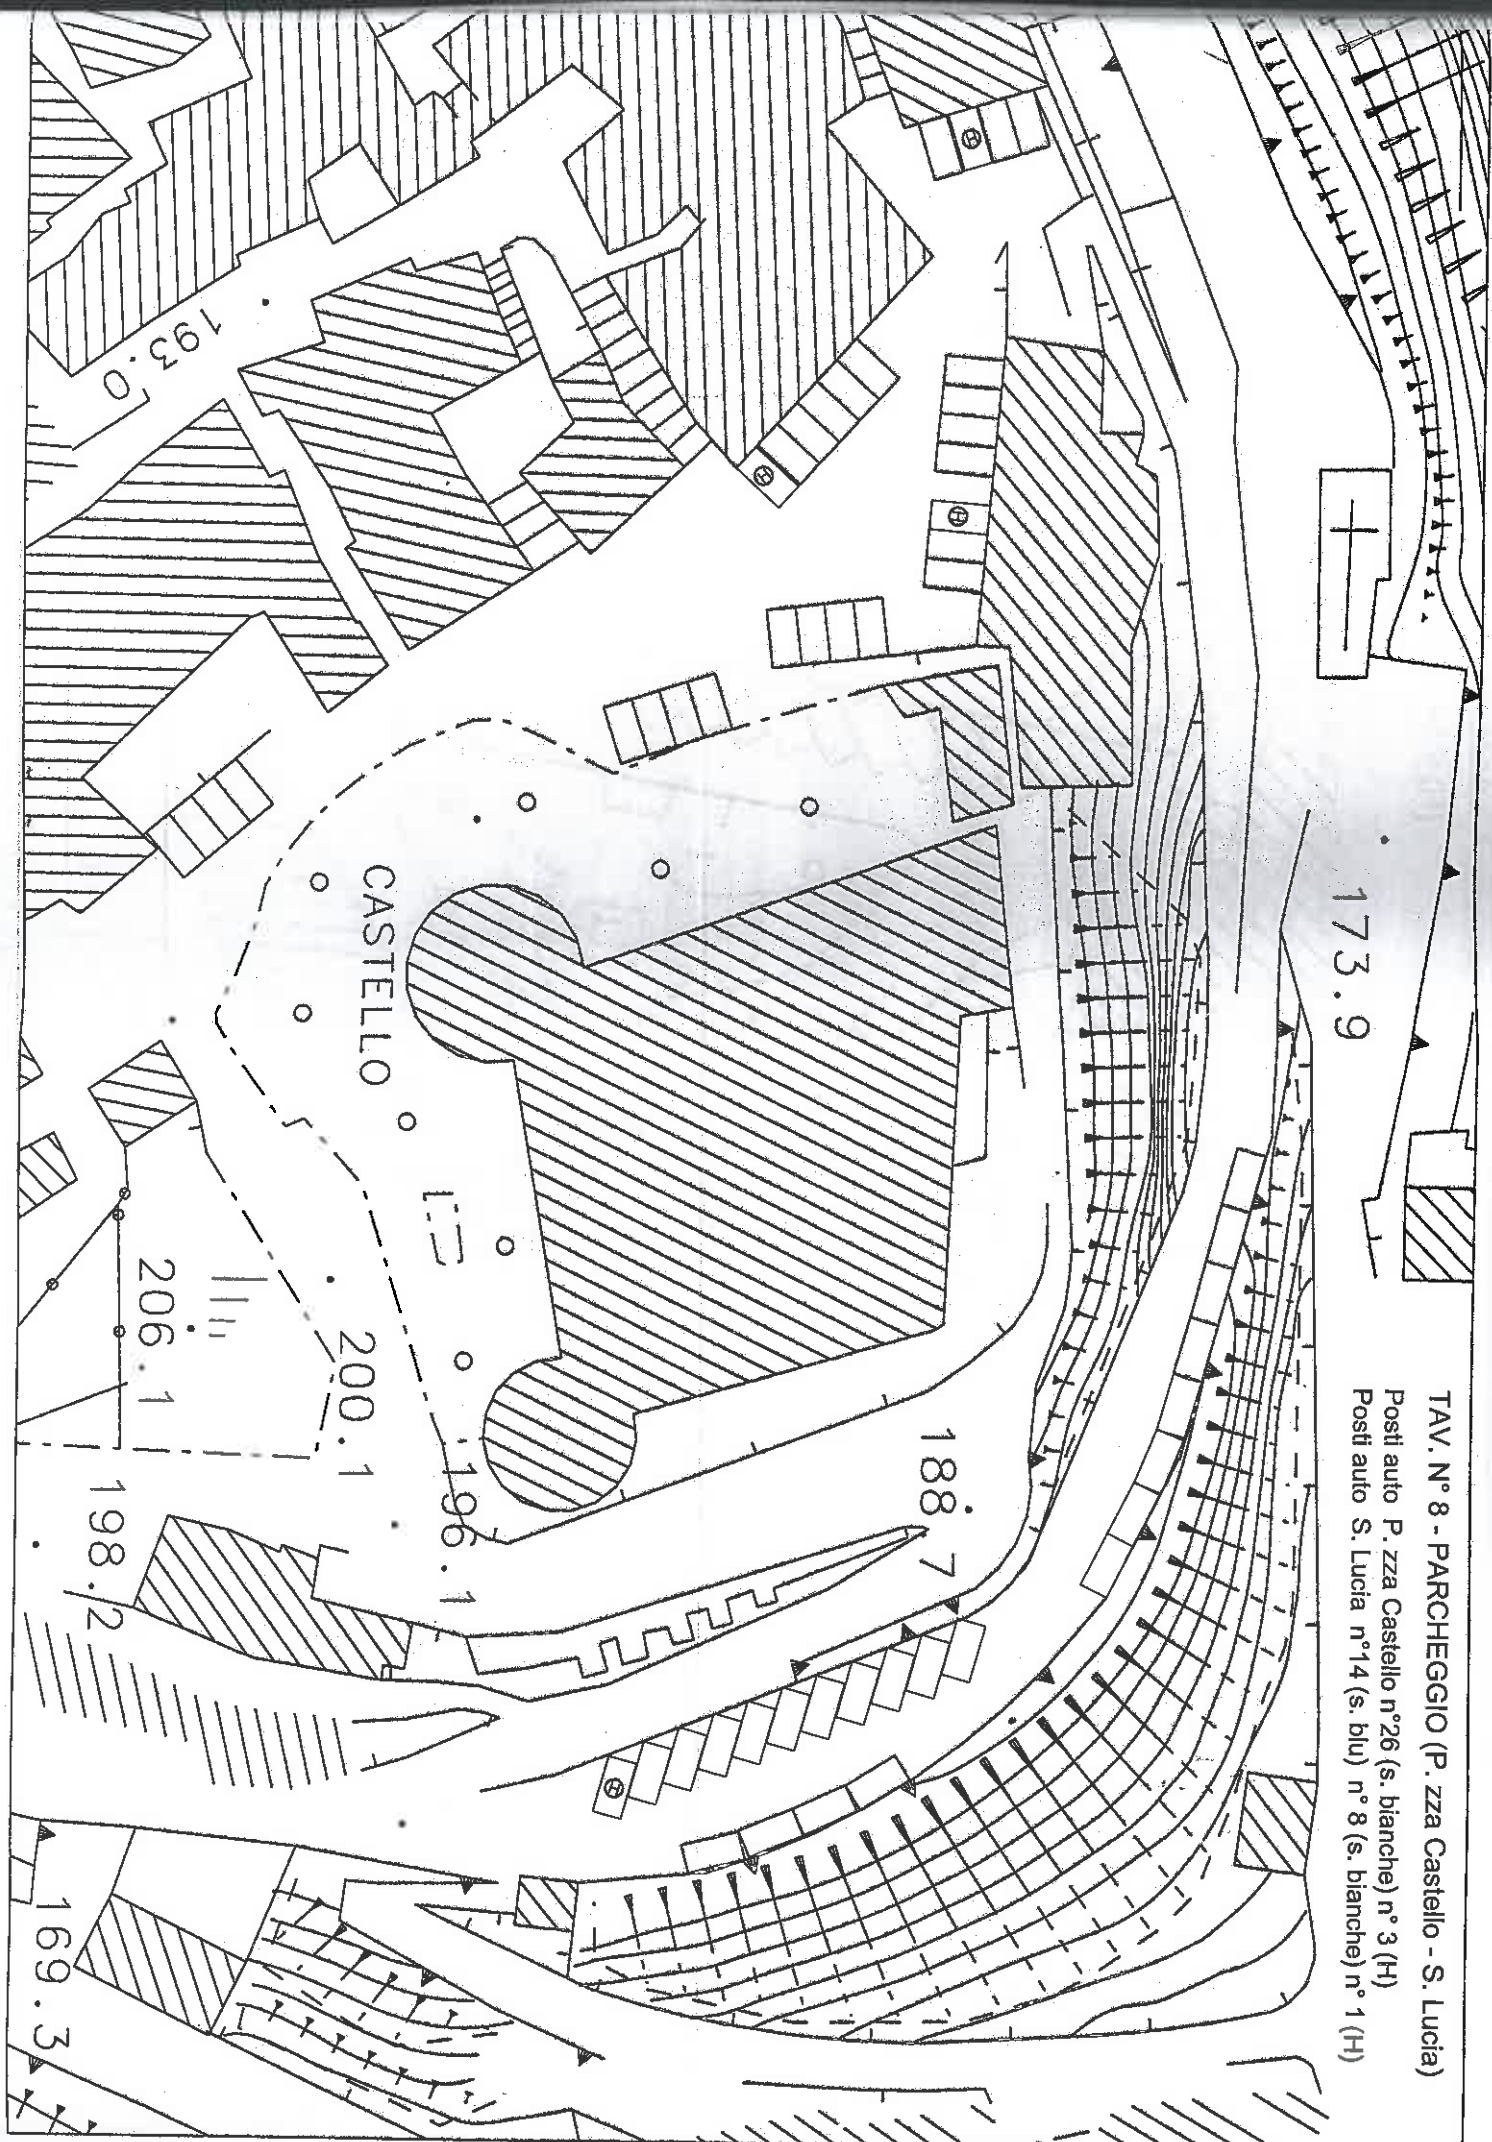 TAV. N° 8 - PARCHEGGIO (P. zza Castello - S. Lucia)
Posti auto P. zza Castello n°26 (s. bianche) n° 3 (H)
Posti auto S. Lucia n°14 (s. blu) n° 8 (s. bianche) n° 1 (H)
173.9
188.7
CASTELLO
196.1
200.1
206.1
198.2
193.0
169.3
H
H
H
H